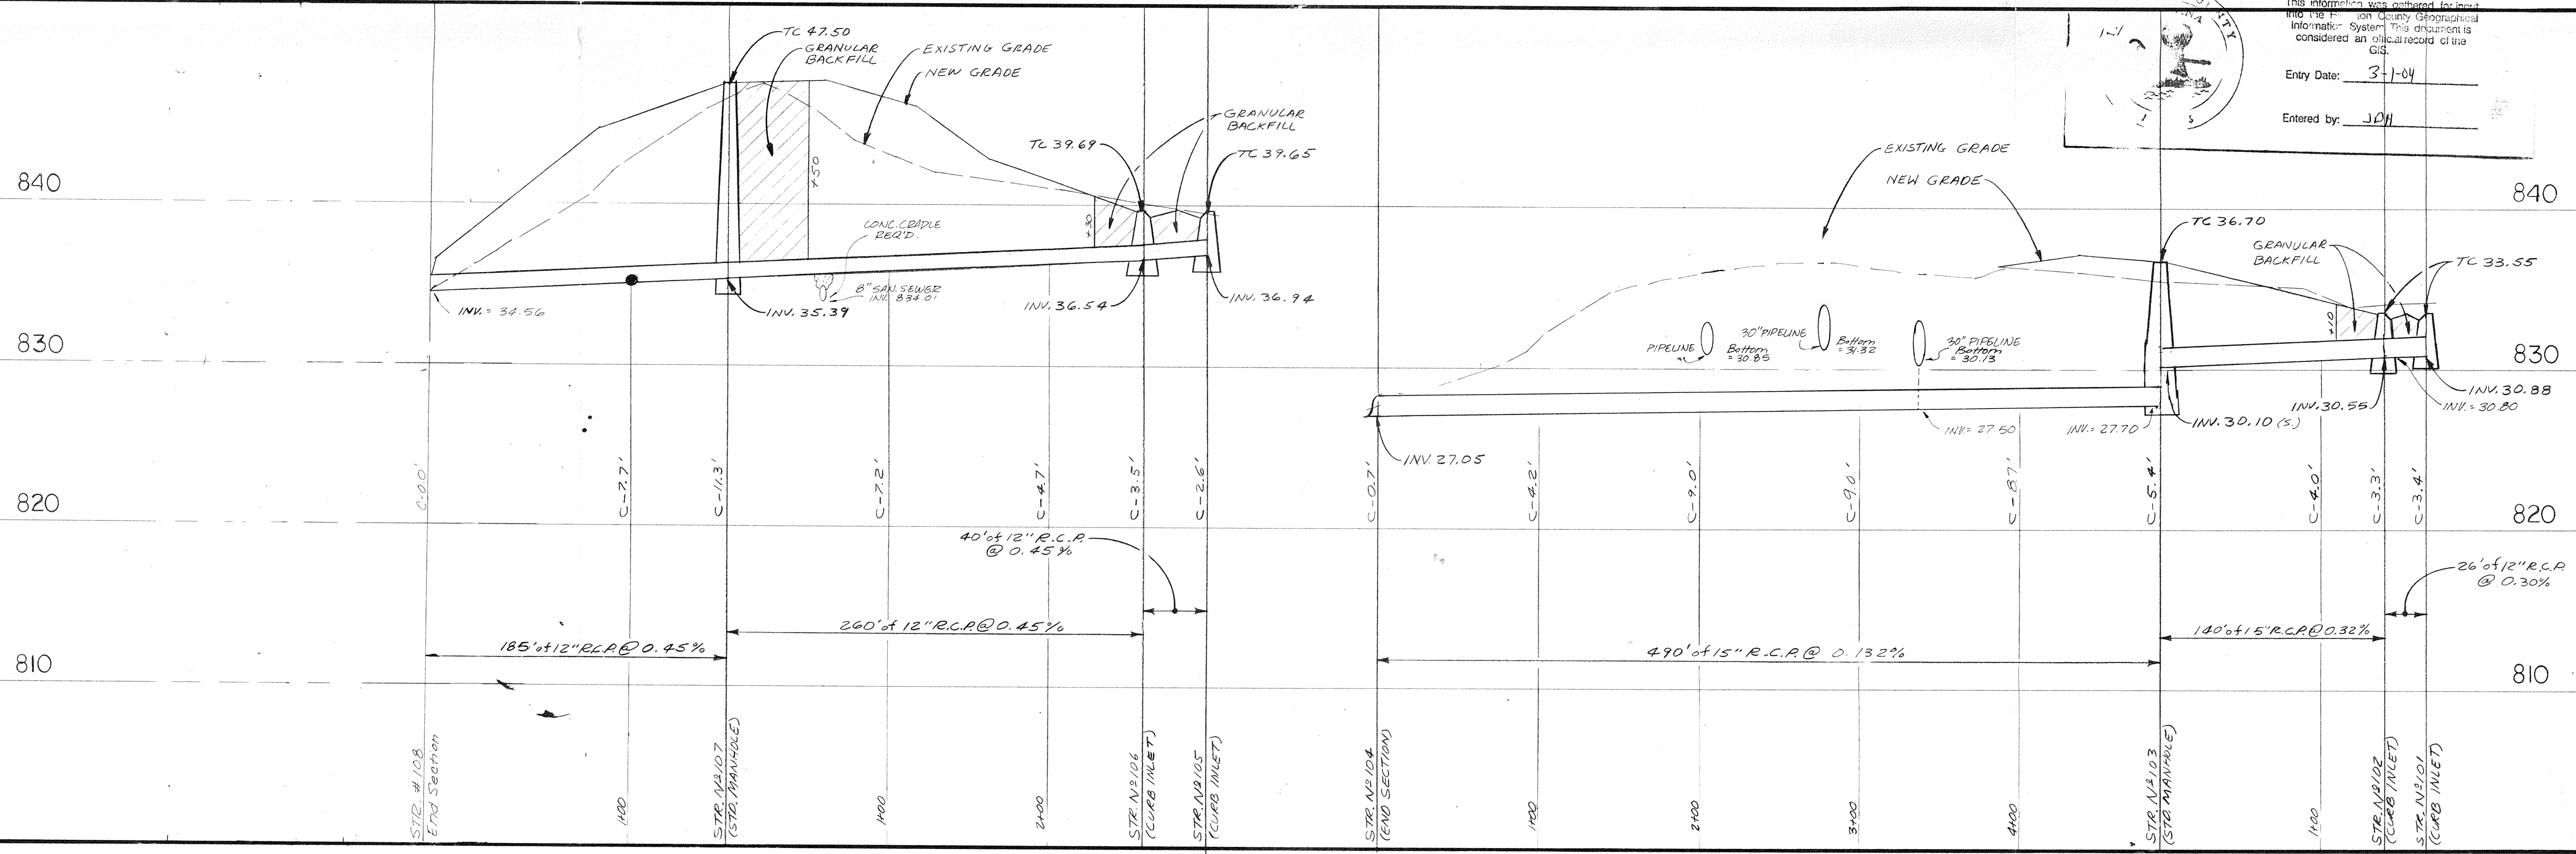 This information was gathered for input
into the County Geographical
Information System This document is
considered an official record of the
GIS.
Entry Date: 3-1-04
Entered by: JDH
TC 47.50
GRANULAR
BACKFILL
EXISTING GRADE
NEW GRADE
GRANULAR
BACKFILL
TC 39.69
TC 39.65
+50
+30
CONC. CRADLE
REQ'D.
8" SAN. SEWER
INV. 834.01
INV. = 34.56
INV. 35.39
INV. 36.54
INV. 36.94
EXISTING GRADE
NEW GRADE
TC 36.70
GRANULAR
BACKFILL
TC 33.55
+10
PIPELINE
Bottom
= 30.85
30" PIPELINE
Bottom
= 31.32
30" PIPELINE
Bottom
= 30.13
INV. 27.05
INV. = 27.50
INV. = 27.70
INV. 30.10 (S.)
INV. 30.55
INV. 30.88
INV. = 30.80
840
840
830
830
820
820
810
810
C-0.0'
C-7.7'
C-11.3'
C-7.2'
C-4.7'
C-3.5'
C-2.6'
C-0.7'
C-4.2'
C-9.0'
C-9.0'
C-8.7'
C-5.4'
C-4.0'
C-3.3'
C-3.4'
40' of 12" R.C.P.
@ 0.45%
26' of 12" R.C.P.
@ 0.30%
185' of 12" R.C.P. @ 0.45%
260' of 12" R.C.P. @ 0.45%
490' of 15" R.C.P. @ 0.132%
140' of 15" R.C.P. @ 0.32%
STR. # 108
End Section
1+00
STR. No 107
(STD. MANHOLE)
1+00
2+00
STR. No 106
(CURB INLET)
STR. No 105
(CURB INLET)
STR. No 104
(END SECTION)
1+00
2+00
3+00
4+00
STR. No 103
(STD. MANHOLE)
1+00
STR. No 102
(CURB INLET)
STR. No 101
(CURB INLET)